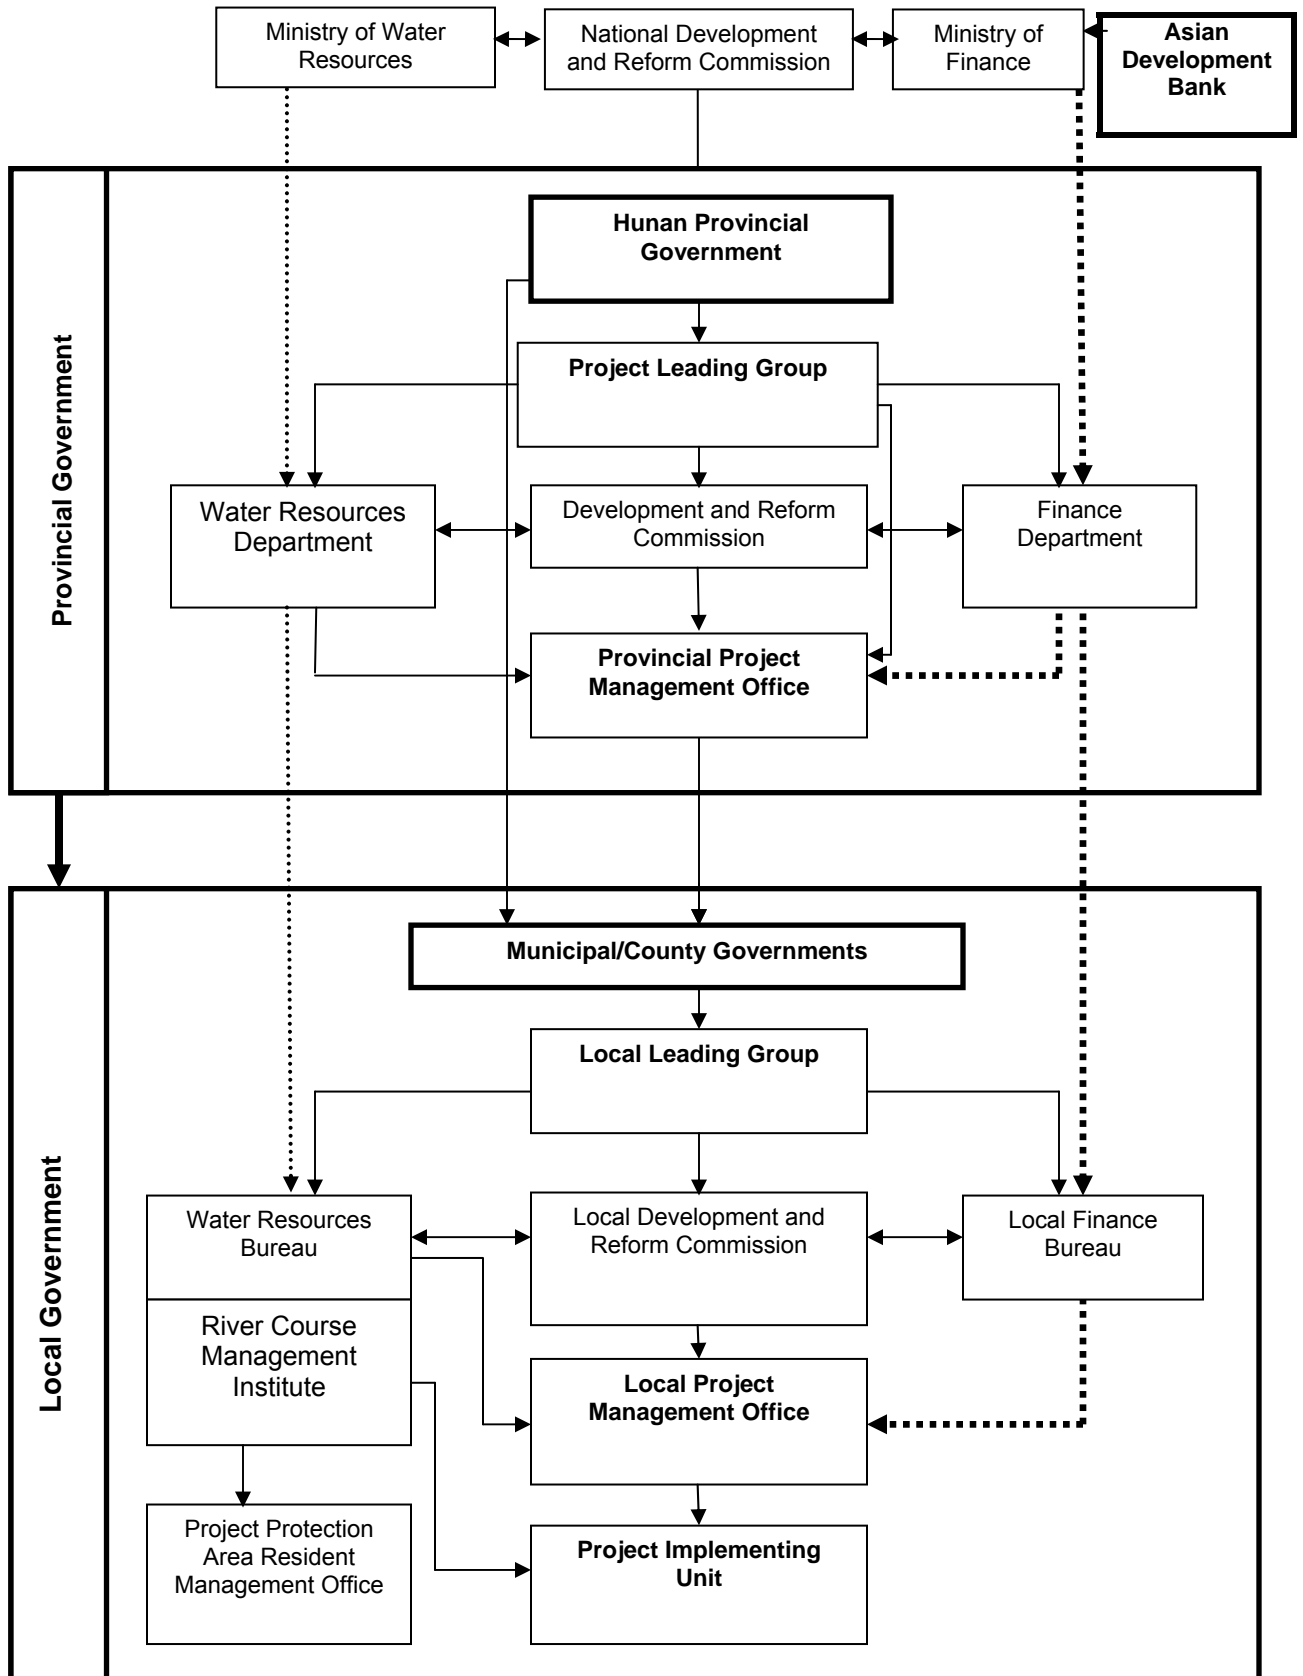 Ministry of Water
Resources
National Development
and Reform Commission
Ministry of
Finance
Asian
Development
Bank
Provincial Government
Hunan Provincial
Government
Project Leading Group
Water Resources
Department
Development and Reform
Commission
Finance
Department
Provincial Project
Management Office
Local Government
Municipal/County Governments
Local Leading Group
Water Resources
Bureau
Local Development and
Reform Commission
Local Finance
Bureau
River Course
Management
Institute
Local Project
Management Office
Project Protection
Area Resident
Management Office
Project Implementing
Unit